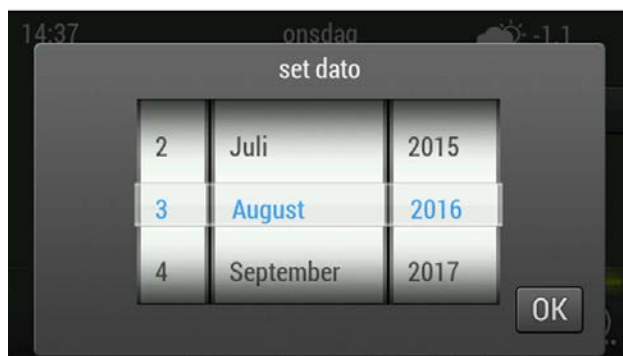 14:37 onsdag -1.1
set dato
2 Juli 2015
3 August 2016
4 September 2017
OK